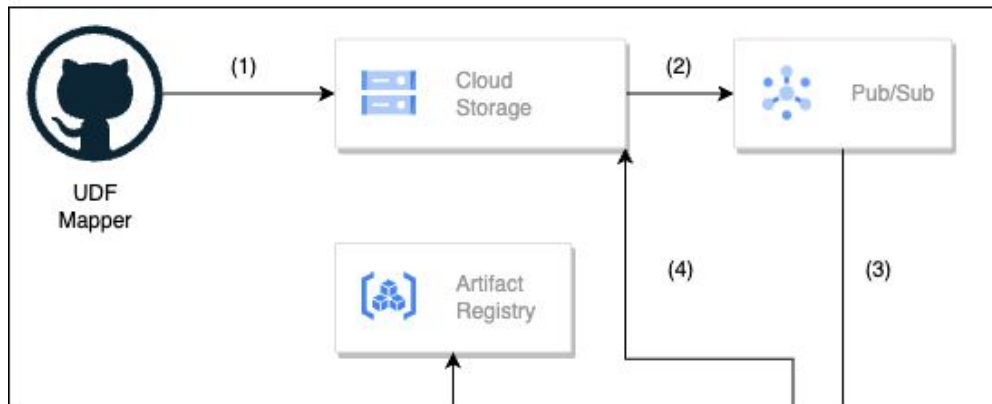 (1)
Cloud
Storage
(2)
Pub/Sub
UDF
Mapper
Artifact
Registry
(4)
(3)